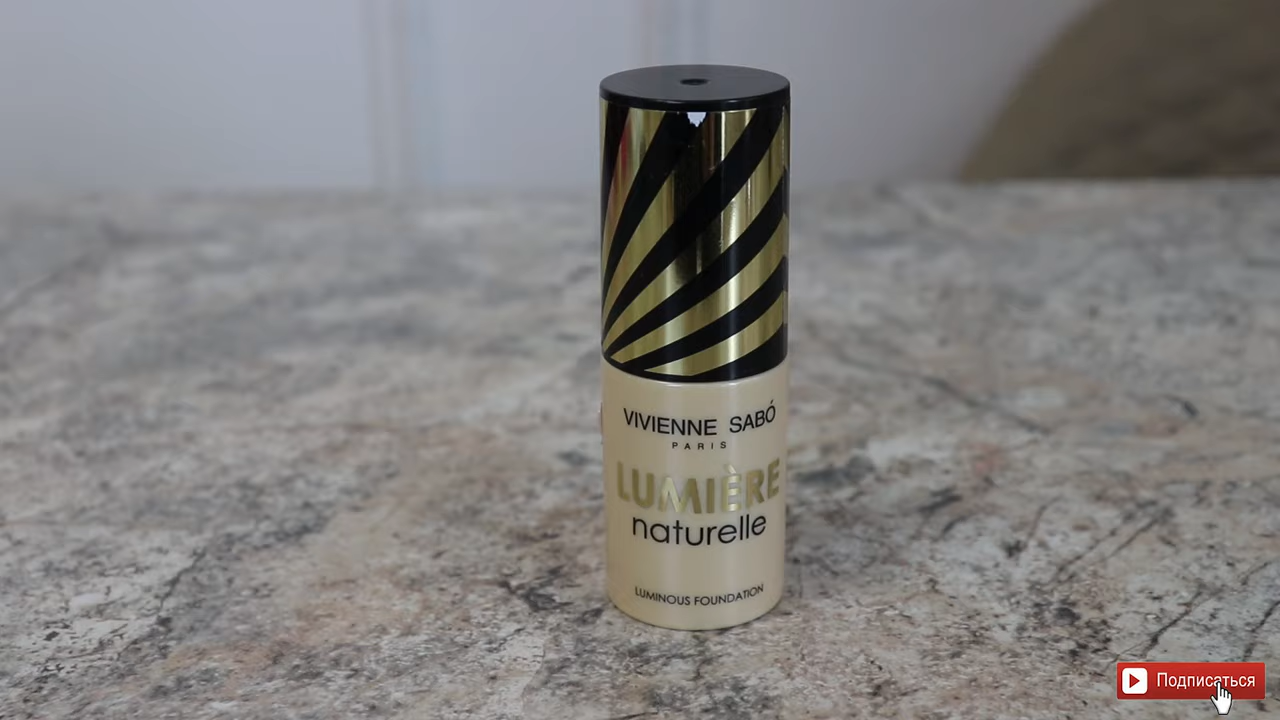 VIVIENNE SABÓ
PARIS
LUMIÈRE
naturelle
LUMINOUS FOUNDATION
Подписаться